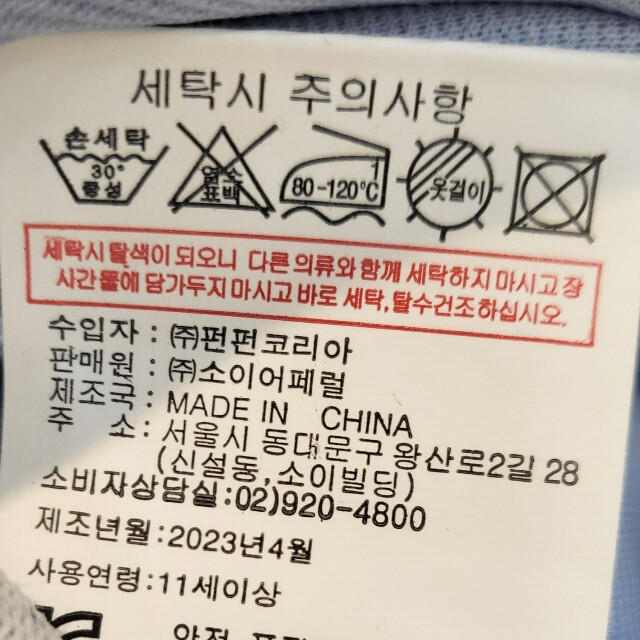 세탁시 주의사항
손세탁
30°
중성
염소
표백
1
80-120℃
옷걸이
세탁시 탈색이 되오니 다른 의류와 함께 세탁하지 마시고 장
시간 물에 담가두지 마시고 바로 세탁,탈수건조하십시오.
수입자 : ㈜펀펀코리아
판매원 : ㈜소이어페럴
제조국 : MADE IN CHINA
주 소 : 서울시 동대문구 왕산로2길 28
(신설동,소이빌딩)
소비자상담실:02)920-4800
제조년월:2023년4월
사용연령:11세이상